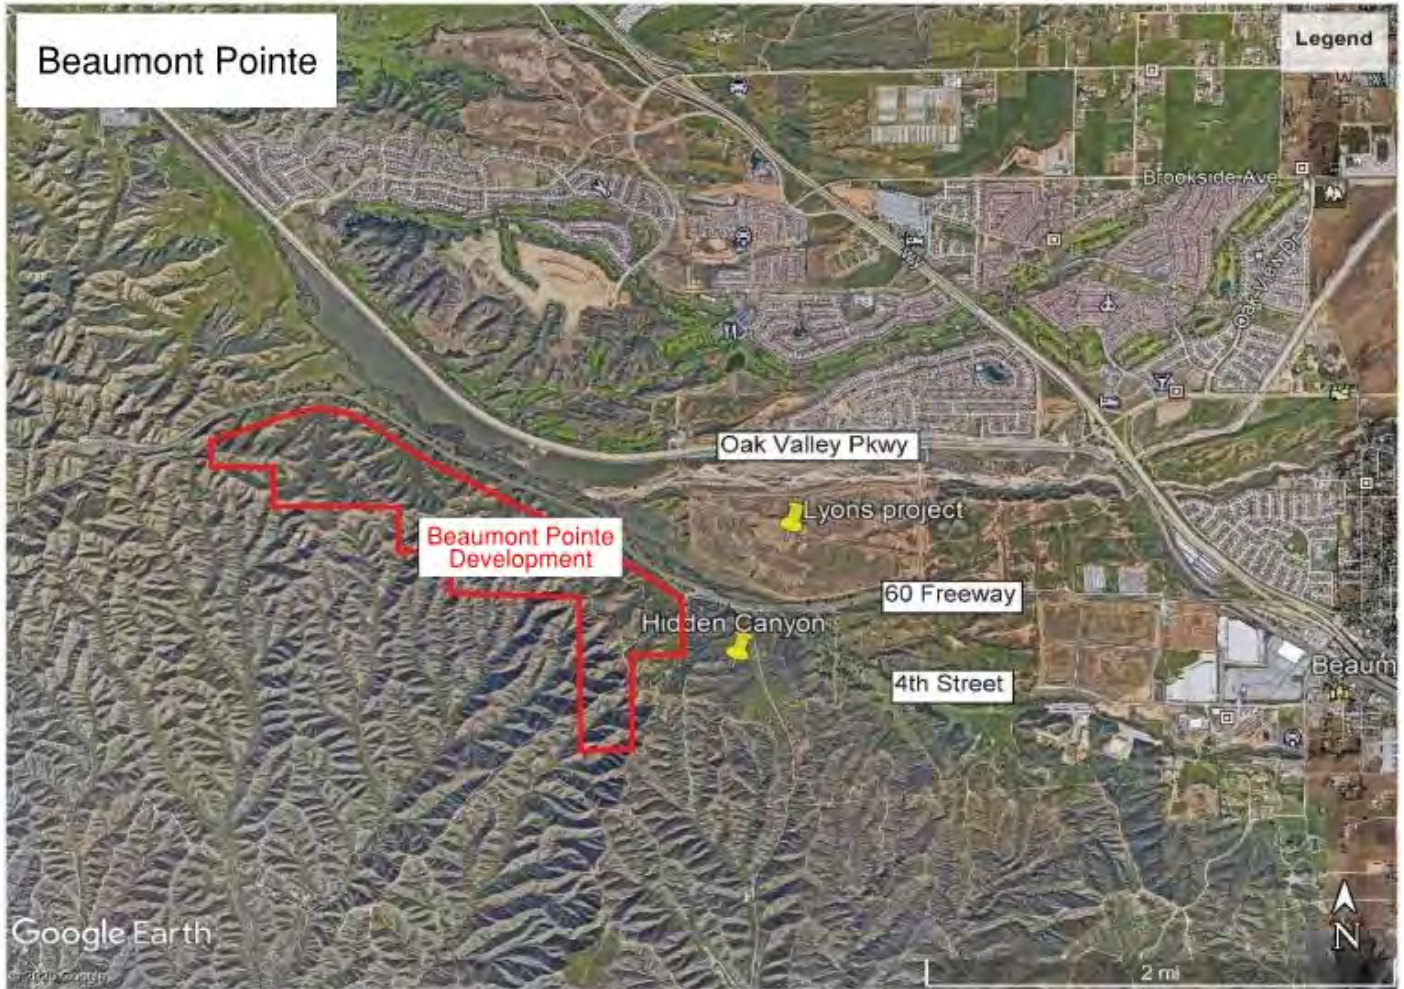 Beaumont Pointe
Legend
Brookside Ave
Oak View Dr
Oak Valley Pkwy
Lyons project
Beaumont Pointe
Development
60 Freeway
Hidden Canyon
Beaum
4th Street
Google Earth
N
2 mi